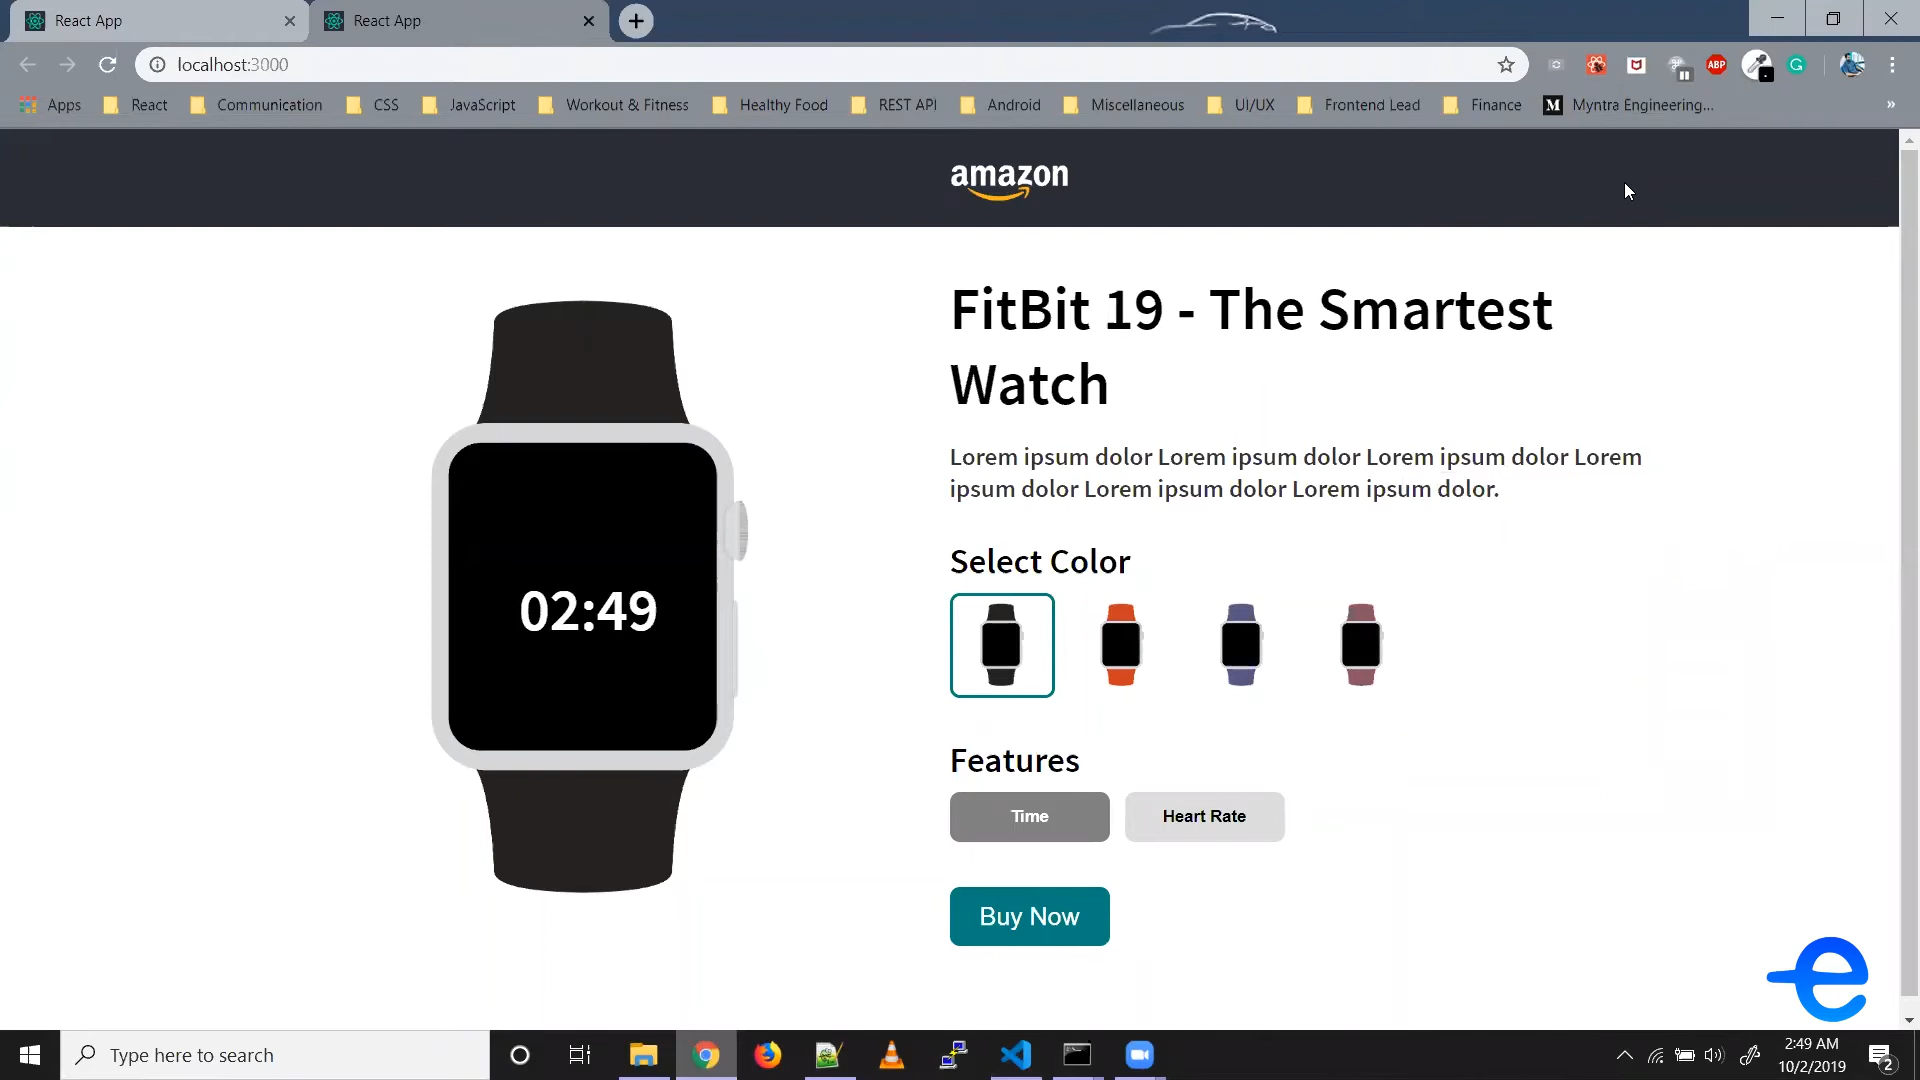 React App
React App
localhost:3000
ABP
G
Apps
React
Communication
CSS
JavaScript
Workout & Fitness
Healthy Food
REST API
Android
Miscellaneous
UI/UX
Frontend Lead
Finance
M
Myntra Engineering...
»
amazon
FitBit 19 - The Smartest
Watch
Lorem ipsum dolor Lorem ipsum dolor Lorem ipsum dolor Lorem
ipsum dolor Lorem ipsum dolor Lorem ipsum dolor.
02:49
Select Color
Features
Time
Heart Rate
Buy Now
e
Type here to search
2:49 AM
10/2/2019
2